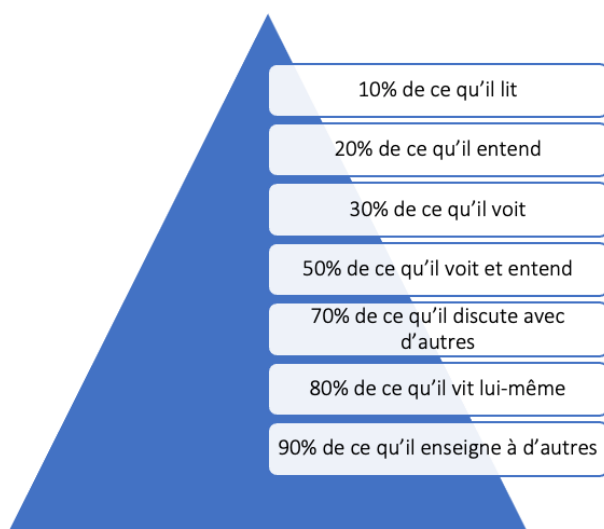 10% de ce qu’il lit
20% de ce qu’il entend
30% de ce qu’il voit
50% de ce qu’il voit et entend
70% de ce qu’il discute avec
d’autres
80% de ce qu’il vit lui-même
90% de ce qu’il enseigne à d’autres